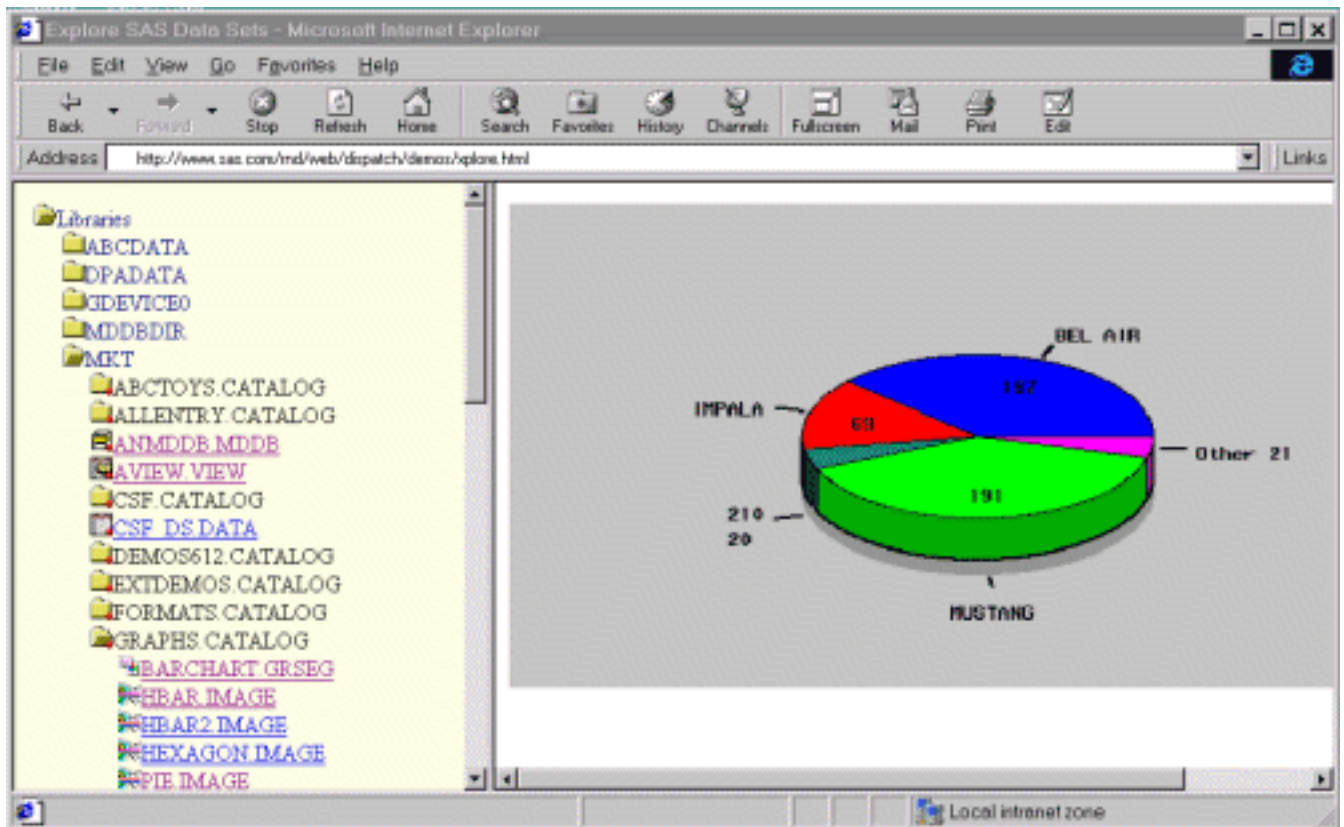 Explore SAS Data Sets - Microsoft Internet Explorer
File Edit View Go Favorites Help
Back Forward Stop Refresh Home Search Favorites History Channels Fullscreen Mail Print Edit
Address http://www.sas.com/rnd/web/dispatch/demos/xplore.html Links
Libraries
ABCDATA
DPADATA
GDEVICE0
MDDBDIR
MKT
ABCTOYS.CATALOG
ALLENTRY.CATALOG
ANMDDB.MDDB
AVIEW.VIEW
CSF.CATALOG
CSF_DS.DATA
DEMOS612.CATALOG
EXTDEMOS.CATALOG
FORMATS.CATALOG
GRAPHS.CATALOG
BARCHART.GRSEG
HBAR.IMAGE
HBAR2.IMAGE
HEXAGON.IMAGE
PIE.IMAGE
BEL AIR
197
IMPALA
69
Other 21
191
210
20
MUSTANG
Local intranet zone